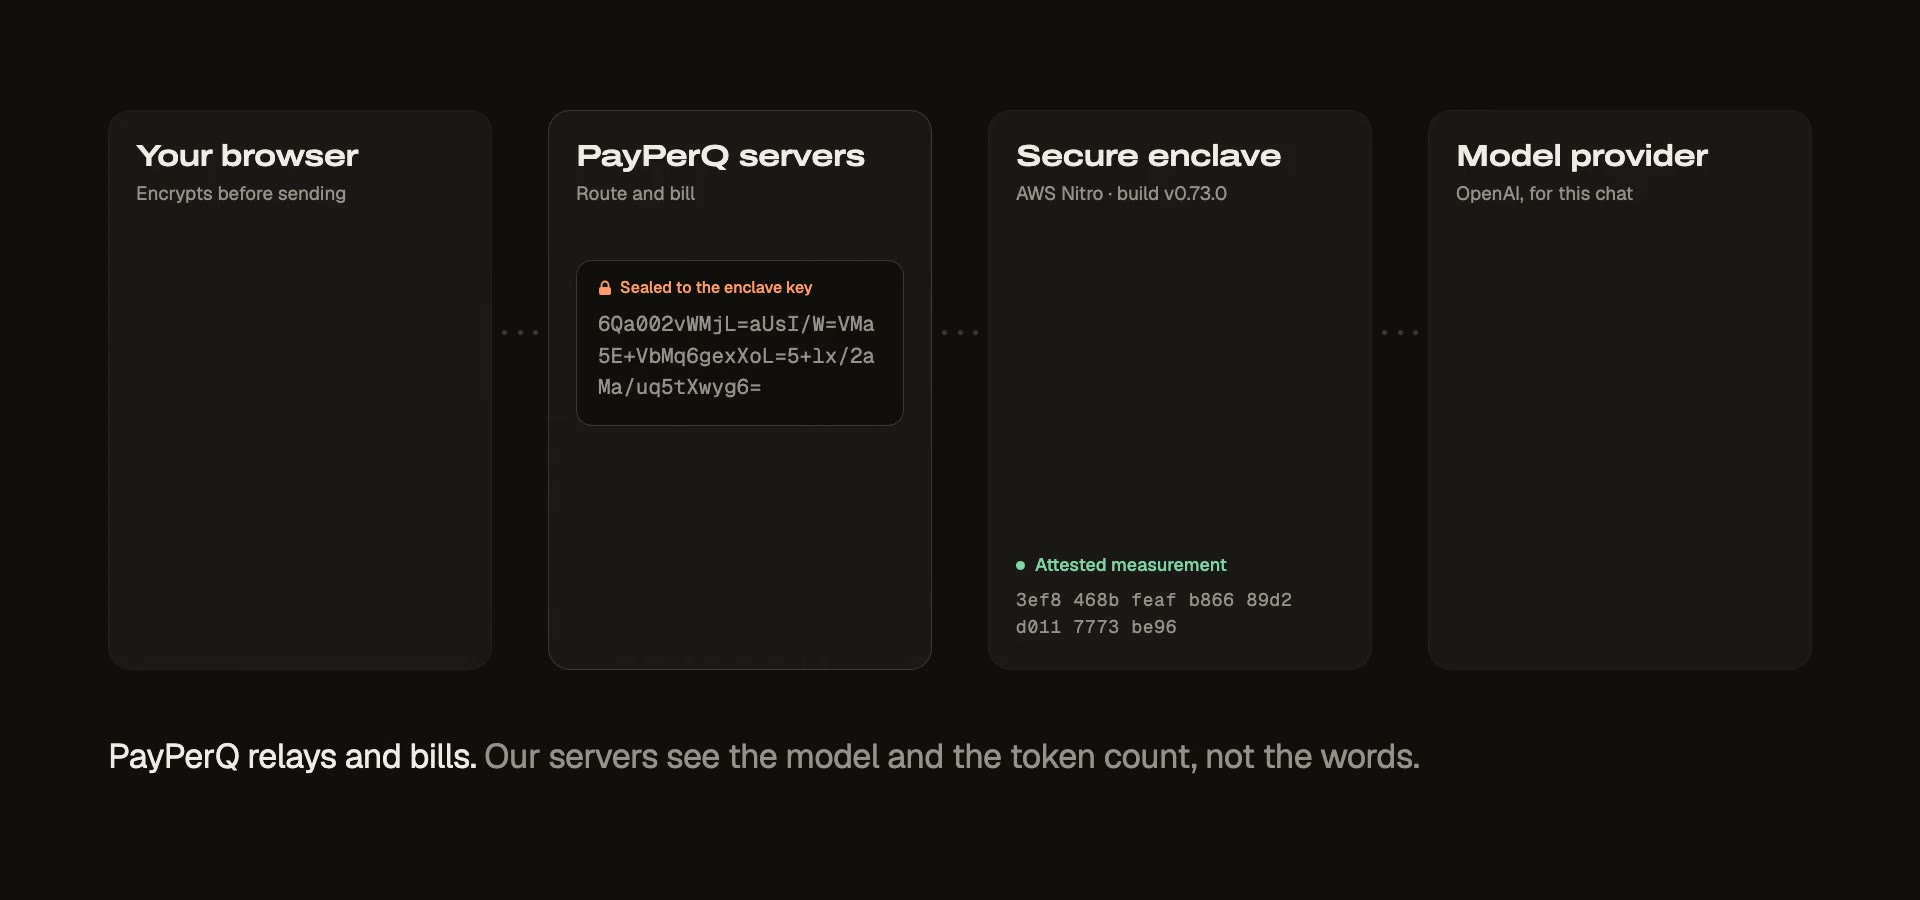 Your browser
Encrypts before sending
PayPerQ servers
Route and bill
Sealed to the enclave key
6Qa002vWMjL=aUsI/W=VMa
5E+VbMq6gexXoL=5+lx/2a
Ma/uq5tXwyg6=
Secure enclave
AWS Nitro · build v0.73.0
Attested measurement
3ef8 468b feaf b866 89d2
d011 7773 be96
Model provider
OpenAI, for this chat
PayPerQ relays and bills. Our servers see the model and the token count, not the words.